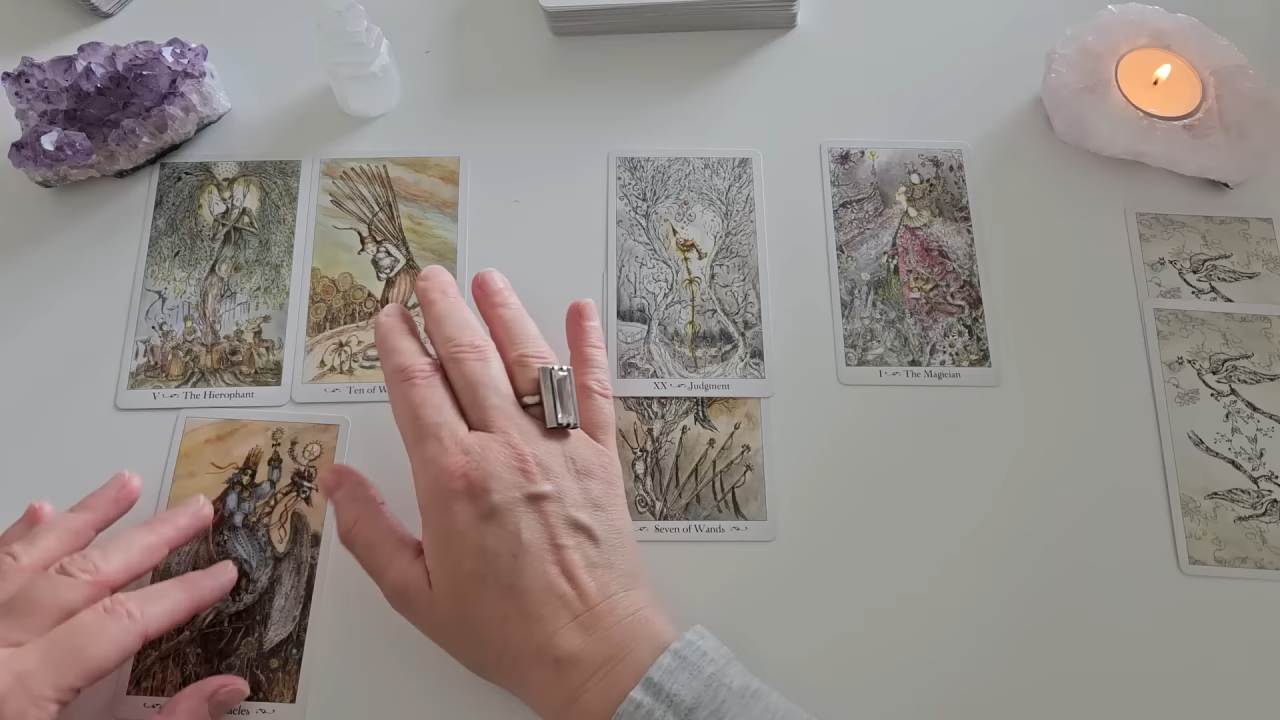 V The Hierophant
Ten of W
XX Judgment
I The Magician
Seven of Wands
acles